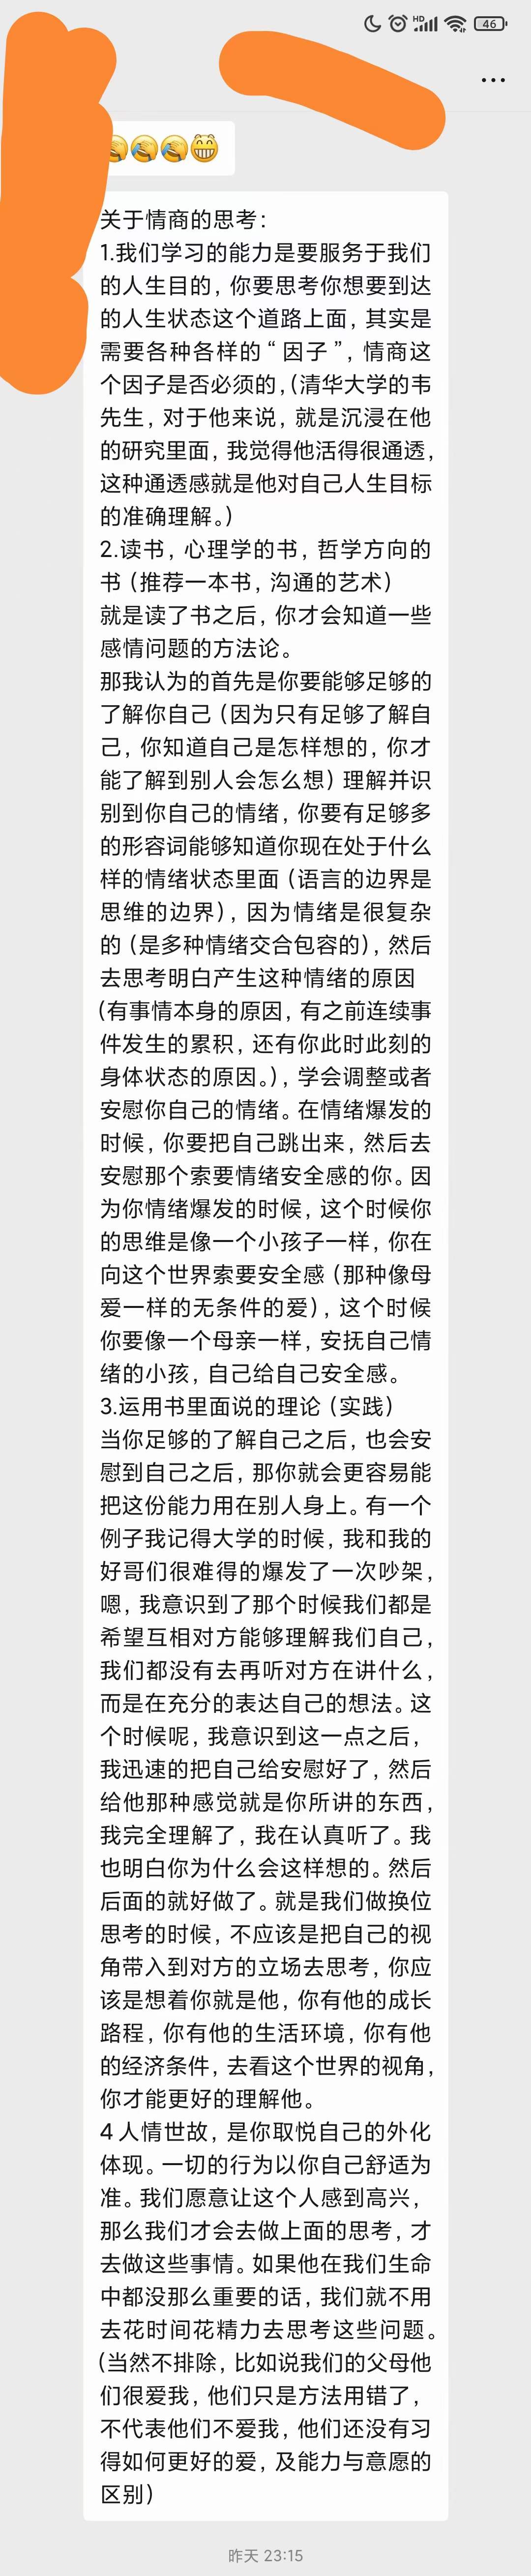 HD
46
关于情商的思考：
1.我们学习的能力是要服务于我们
的人生目的，你要思考你想要到达
的人生状态这个道路上面，其实是
需要各种各样的“因子”，情商这
个因子是否必须的，（清华大学的韦
先生，对于他来说，就是沉浸在他
的研究里面，我觉得他活得很通透，
这种通透感就是他对自己人生目标
的准确理解。）
2.读书，心理学的书，哲学方向的
书（推荐一本书，沟通的艺术）
就是读了书之后，你才会知道一些
感情问题的方法论。
那我认为的首先是你要能够足够的
了解你自己（因为只有足够了解自
己，你知道自己是怎样想的，你才
能了解到别人会怎么想）理解并识
别到你自己的情绪，你要有足够多
的形容词能够知道你现在处于什么
样的情绪状态里面（语言的边界是
思维的边界），因为情绪是很复杂
的（是多种情绪交合包容的），然后
去思考明白产生这种情绪的原因
（有事情本身的原因，有之前连续事
件发生的累积，还有你此时此刻的
身体状态的原因。），学会调整或者
安慰你自己的情绪。在情绪爆发的
时候，你要把自己跳出来，然后去
安慰那个索要情绪安全感的你。因
为你情绪爆发的时候，这个时候你
的思维是像一个小孩子一样，你在
向这个世界索要安全感（那种像母
爱一样的无条件的爱），这个时候
你要像一个母亲一样，安抚自己情
绪的小孩，自己给自己安全感。
3.运用书里面说的理论（实践）
当你足够的了解自己之后，也会安
慰到自己之后，那你就会更容易能
把这份能力用在别人身上。有一个
例子我记得大学的时候，我和我的
好哥们很难得的爆发了一次吵架，
嗯，我意识到了那个时候我们都是
希望互相对方能够理解我们自己，
我们都没有去再听对方在讲什么，
而是在充分的表达自己的想法。这
个时候呢，我意识到这一点之后，
我迅速的把自己给安慰好了，然后
给他那种感觉就是你所讲的东西，
我完全理解了，我在认真听了。我
也明白你为什么会这样想的。然后
后面的就好做了。就是我们做换位
思考的时候，不应该是把自己的视
角带入到对方的立场去思考，你应
该是想着你就是他，你有他的成长
路程，你有他的生活环境，你有他
的经济条件，去看这个世界的视角，
你才能更好的理解他。
4人情世故，是你取悦自己的外化
体现。一切的行为以你自己舒适为
准。我们愿意让这个人感到高兴，
那么我们才会去做上面的思考，才
去做这些事情。如果他在我们生命
中都没那么重要的话，我们就不用
去花时间花精力去思考这些问题。
（当然不排除，比如说我们的父母他
们很爱我，他们只是方法用错了，
不代表他们不爱我，他们还没有习
得如何更好的爱，及能力与意愿的
区别）
昨天 23:15